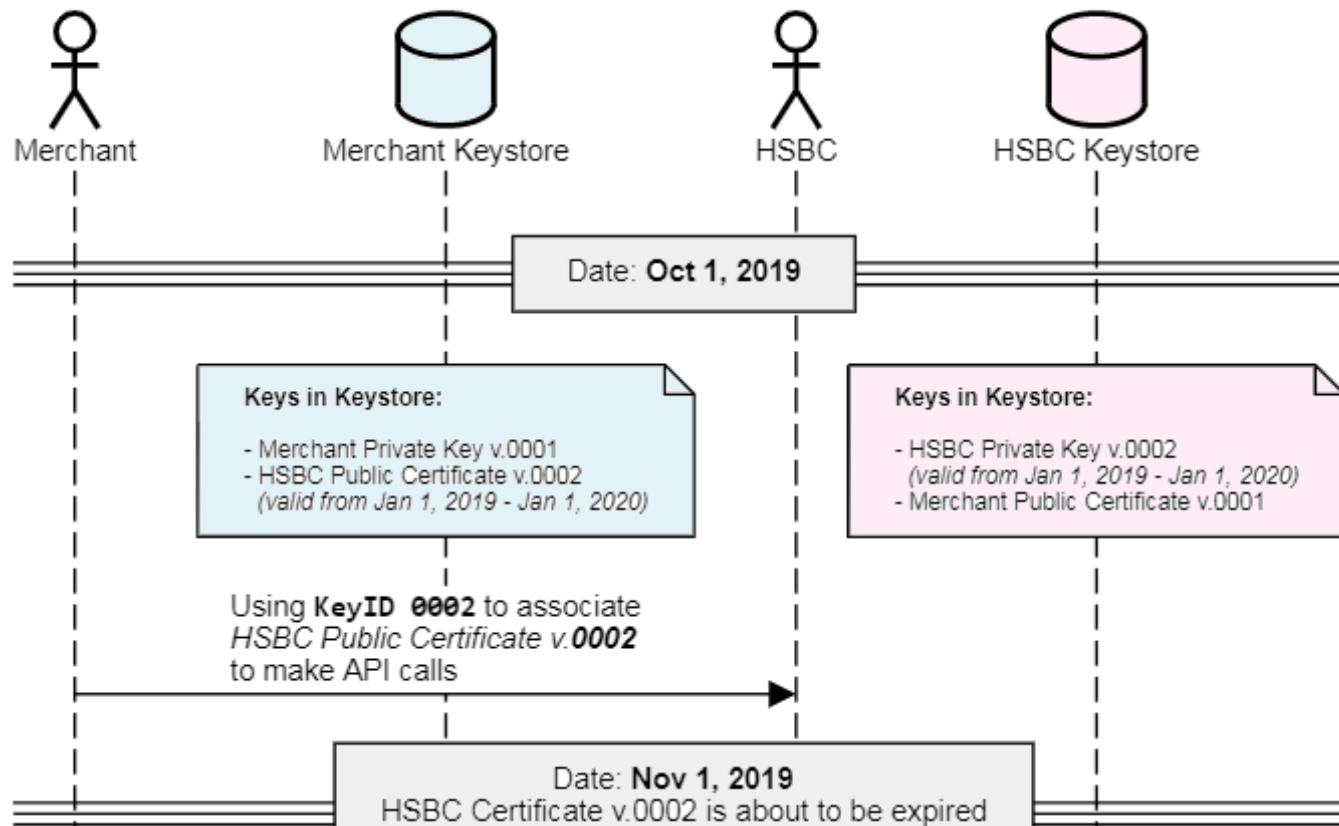 Merchant
Merchant Keystore
HSBC
HSBC Keystore
Date: Oct 1, 2019
Keys in Keystore:
- Merchant Private Key v.0001
- HSBC Public Certificate v.0002
(valid from Jan 1, 2019 - Jan 1, 2020)
Keys in Keystore:
- HSBC Private Key v.0002
(valid from Jan 1, 2019 - Jan 1, 2020)
- Merchant Public Certificate v.0001
Using KeyID 0002 to associate
HSBC Public Certificate v.0002
to make API calls
Date: Nov 1, 2019
HSBC Certificate v.0002 is about to be expired